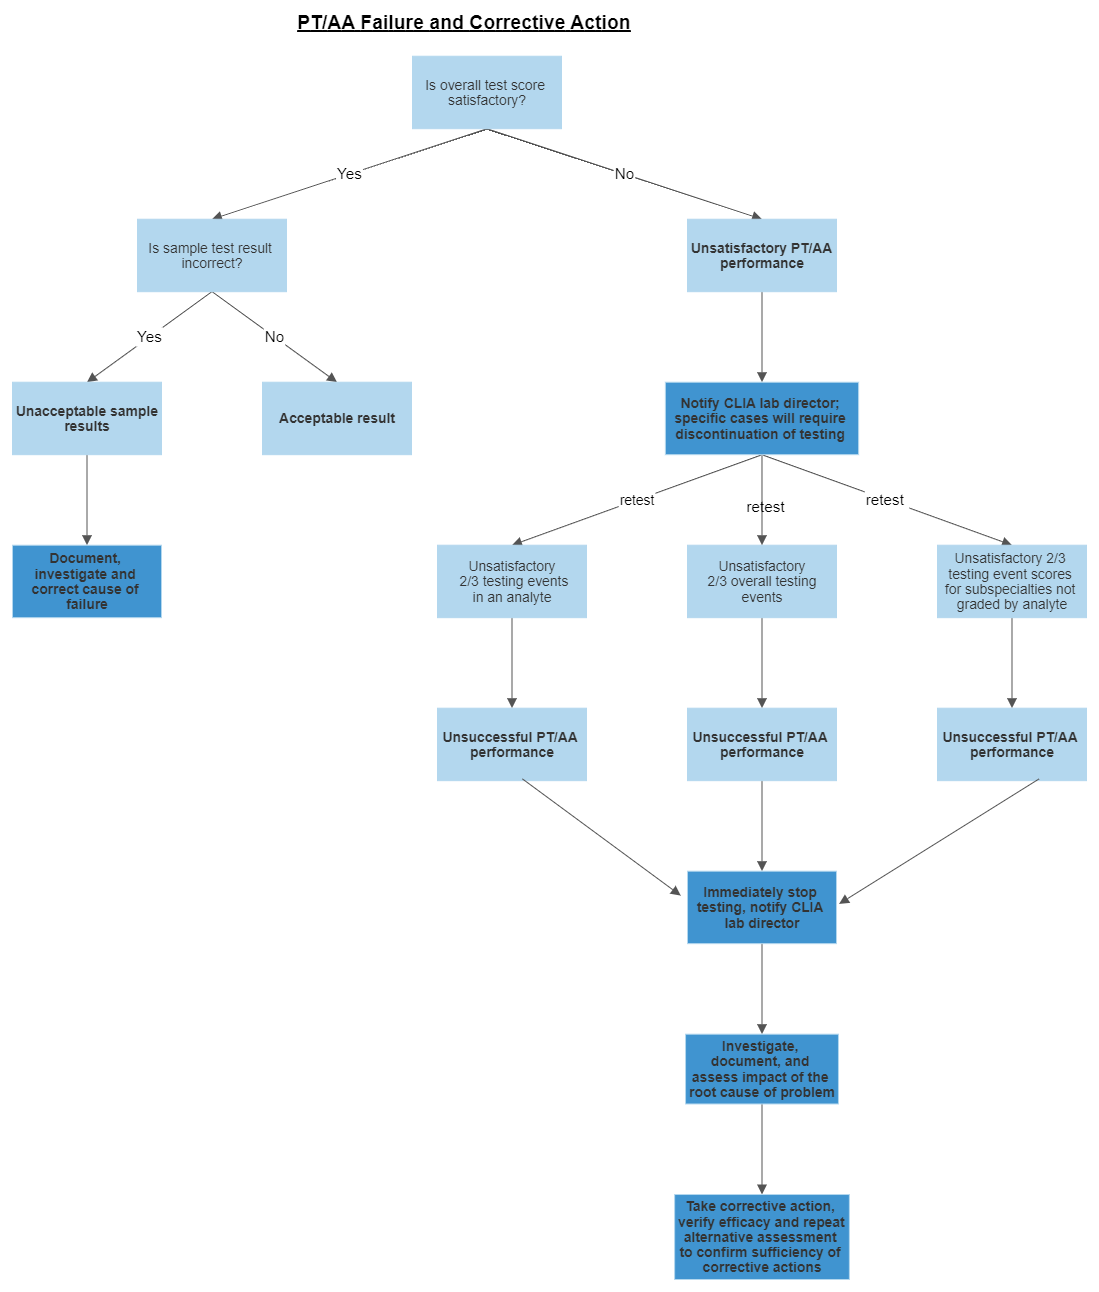 PT/AA Failure and Corrective Action
Is overall test score
satisfactory?
Yes
No
Is sample test result
incorrect?
Unsatisfactory PT/AA
performance
Yes
No
Unacceptable sample
results
Acceptable result
Notify CLIA lab director;
specific cases will require
discontinuation of testing
retest
retest
retest
Document,
investigate and
correct cause of
failure
Unsatisfactory
2/3 testing events
in an analyte
Unsatisfactory
2/3 overall testing
events
Unsatisfactory 2/3
testing event scores
for subspecialties not
graded by analyte
Unsuccessful PT/AA
performance
Unsuccessful PT/AA
performance
Unsuccessful PT/AA
performance
Immediately stop
testing, notify CLIA
lab director
Investigate,
document, and
assess impact of the
root cause of problem
Take corrective action,
verify efficacy and repeat
alternative assessment
to confirm sufficiency of
corrective actions